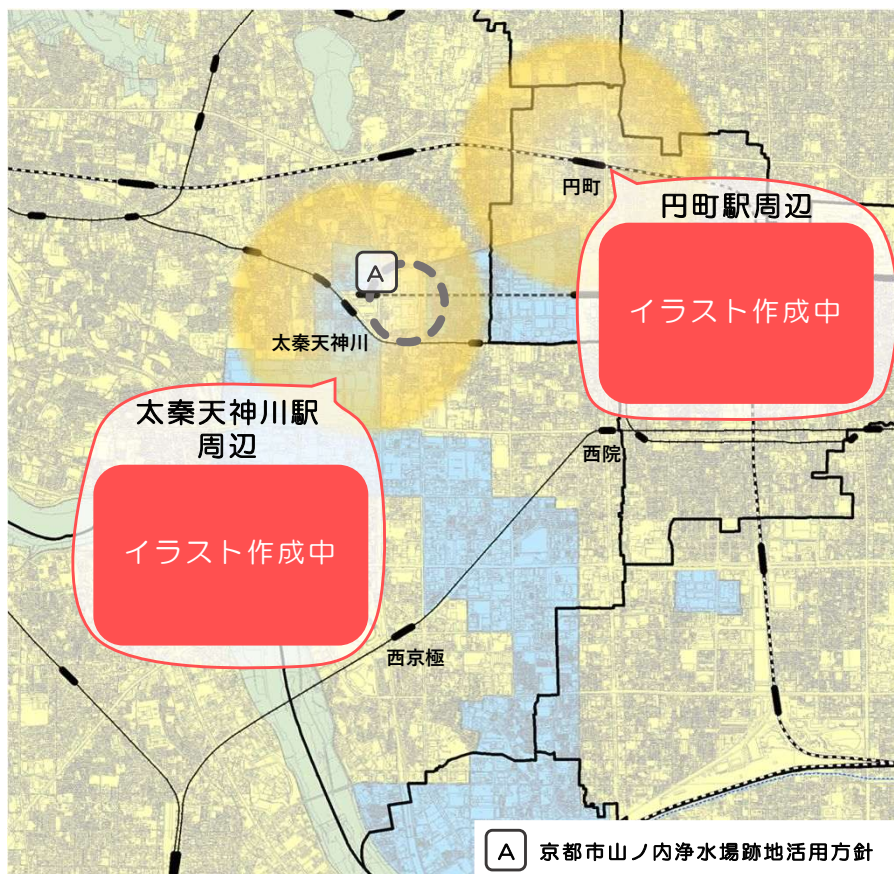 円町
円町駅周辺
イラスト作成中
A
太秦天神川
太秦天神川駅
周辺
イラスト作成中
西院
西京極
A 京都市山ノ内浄水場跡地活用方針